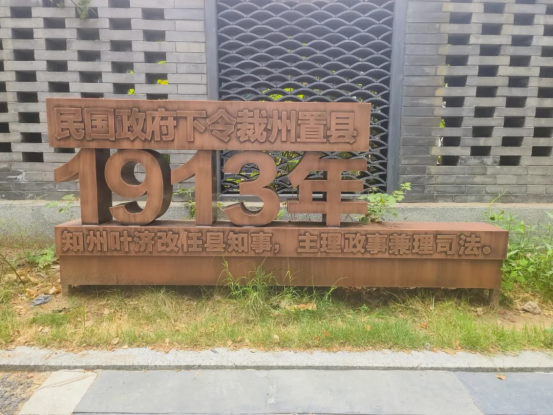 民国政府下令裁州置县
1913年
知州叶济改任县知事，主理政事兼理司法。